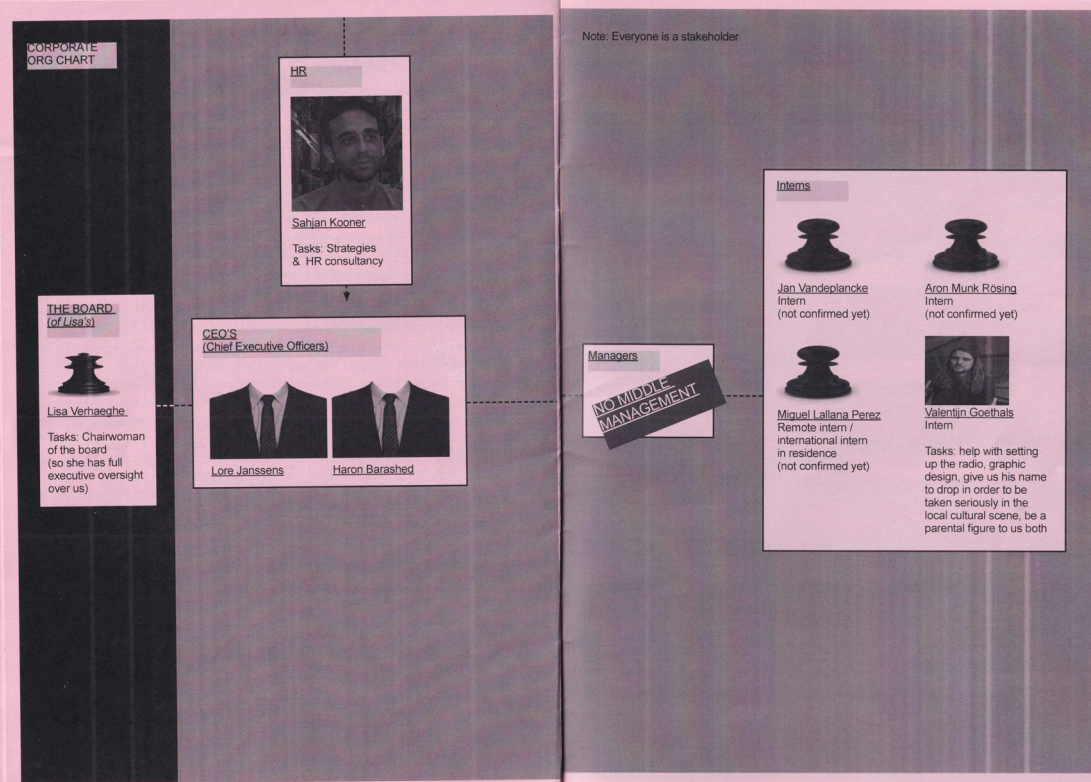 CORPORATE
ORG CHART
HR
Sahjan Kooner
Tasks: Strategies
& HR consultancy
THE BOARD
(of Lisa's)
Lisa Verhaeghe
Tasks: Chairwoman
of the board
(so she has full
executive oversight
over us)
CEO'S
(Chief Executive Officers)
Lore Janssens
Haron Barashed
Note: Everyone is a stakeholder
Managers
NO MIDDLE
MANAGEMENT
Interns
Jan Vandeplancke
Intern
(not confirmed yet)
Aron Munk Rösing
Intern
(not confirmed yet)
Miguel Lallana Perez
Remote intern /
international intern
in residence
(not confirmed yet)
Valentijn Goethals
Intern
Tasks: help with setting
up the radio, graphic
design, give us his name
to drop in order to be
taken seriously in the
local cultural scene, be a
parental figure to us both